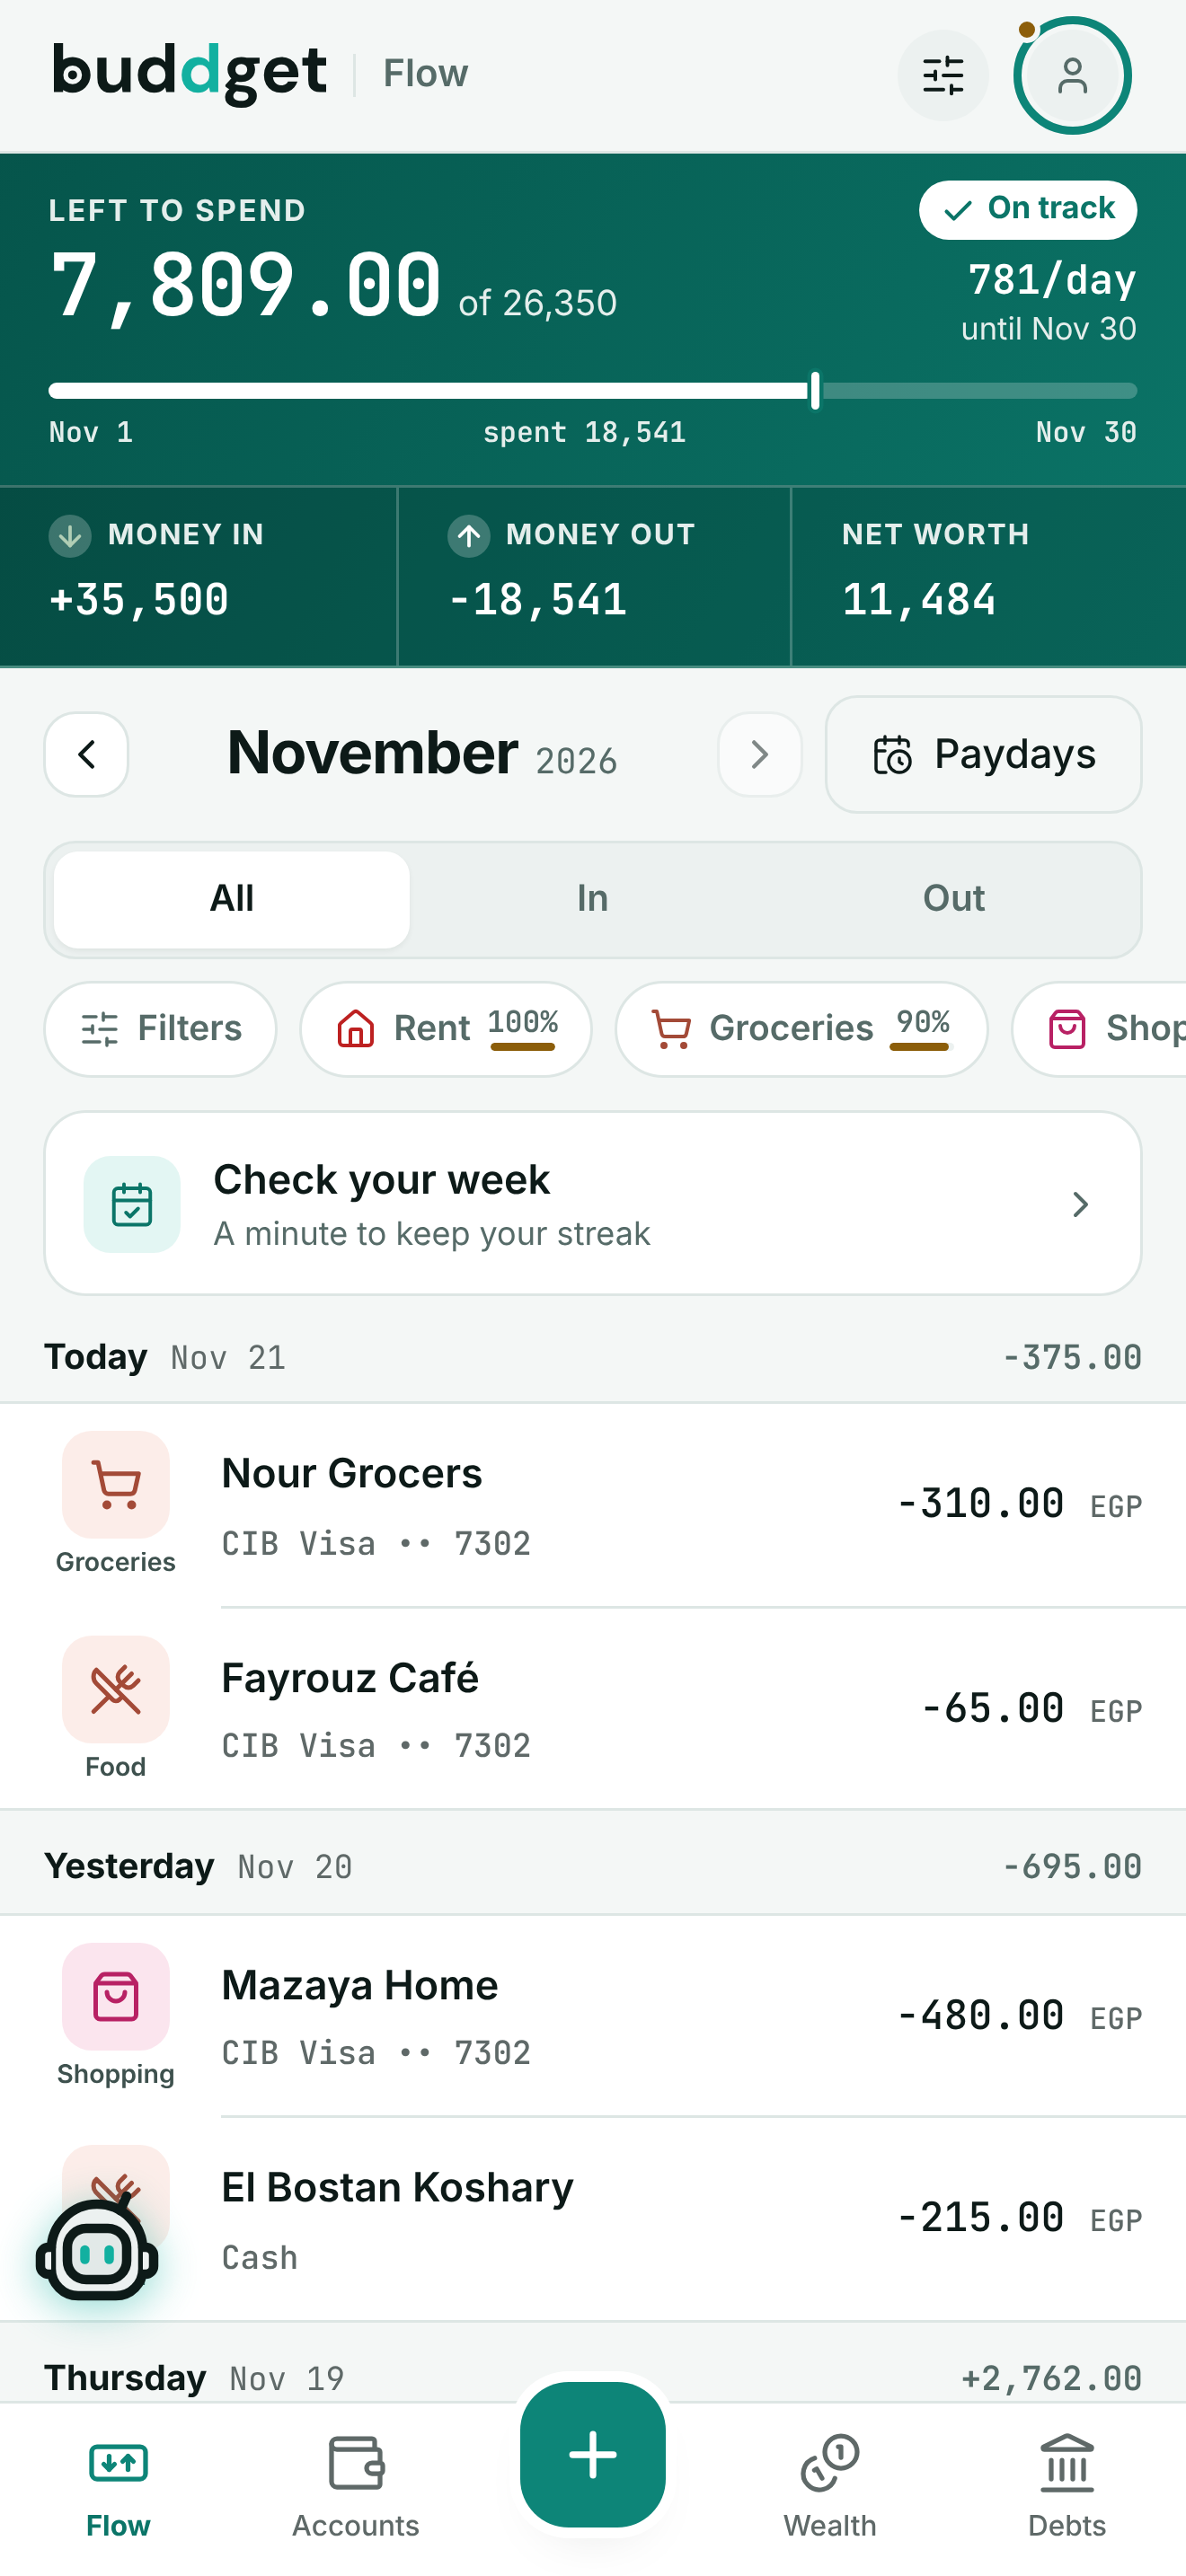 buddget Flow
LEFT TO SPEND
On track
7,809.00 of 26,350
781/day
until Nov 30
Nov 1 spent 18,541 Nov 30
MONEY IN MONEY OUT NET WORTH
+35,500 -18,541 11,484
November 2026 Paydays
All In Out
Filters Rent 100% Groceries 90% Shop
Check your week
A minute to keep your streak
Today Nov 21 -375.00
Nour Grocers
-310.00 EGP
CIB Visa •• 7302
Groceries
Fayrouz Café
-65.00 EGP
CIB Visa •• 7302
Food
Yesterday Nov 20 -695.00
Mazaya Home
-480.00 EGP
CIB Visa •• 7302
Shopping
El Bostan Koshary
-215.00 EGP
Cash
Thursday Nov 19 +2,762.00
Flow Accounts Wealth Debts